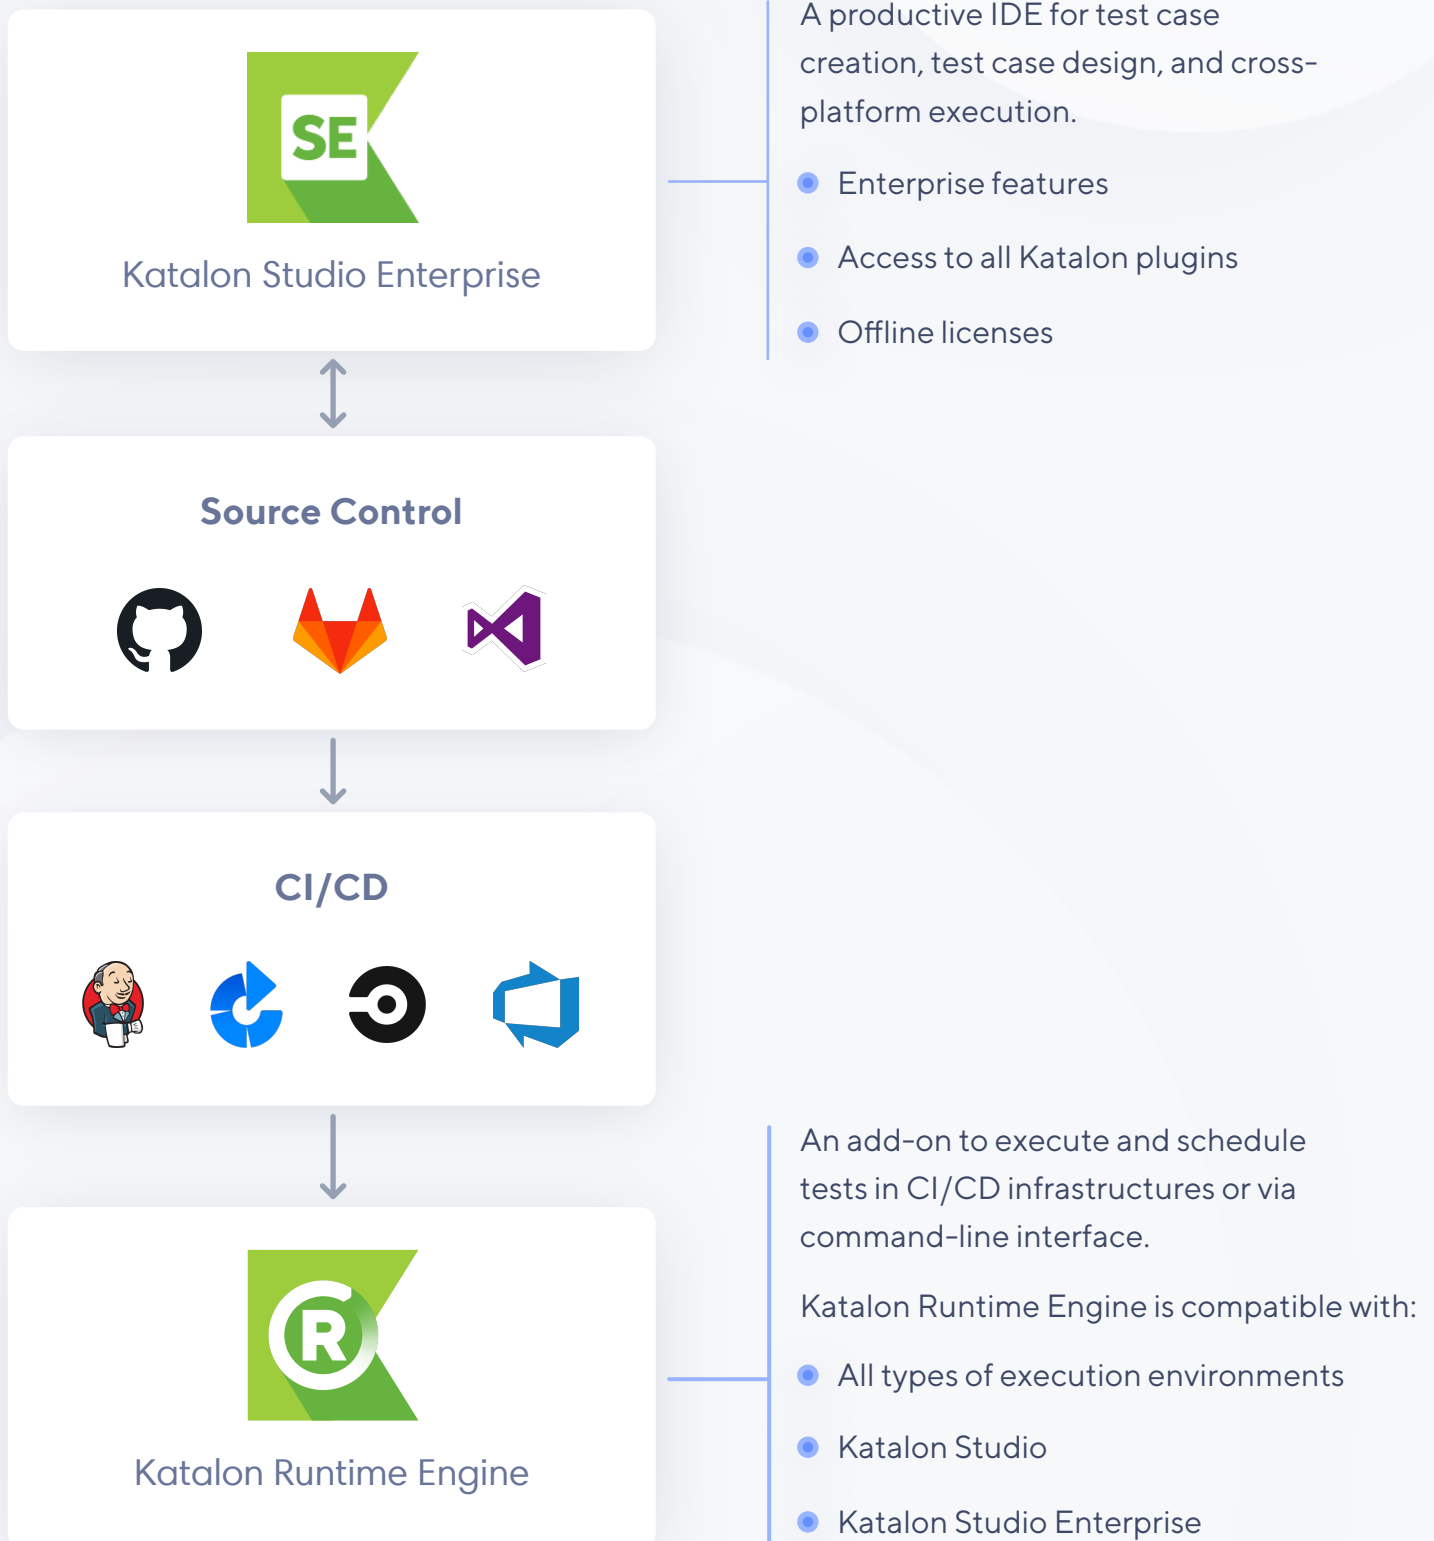 A productive IDE for test case
creation, test case design, and cross-
platform execution.
SE
Enterprise features
Access to all Katalon plugins
Katalon Studio Enterprise
Offline licenses
Source Control
CI/CD
An add-on to execute and schedule
tests in CI/CD infrastructures or via
command-line interface.
Katalon Runtime Engine is compatible with:
R
All types of execution environments
Katalon Studio
Katalon Runtime Engine
Katalon Studio Enterprise